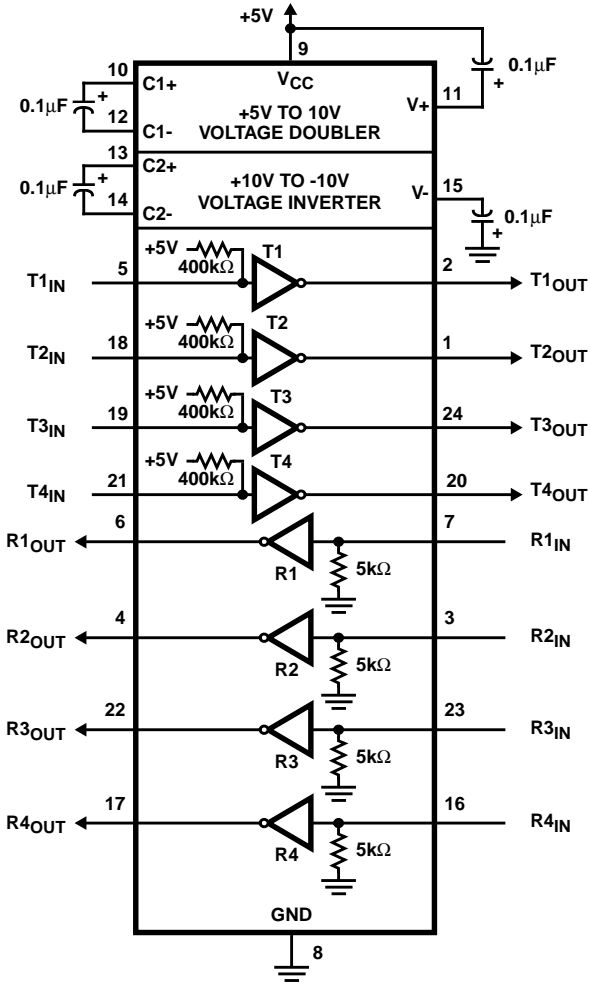 +5V
9
10
C1+
VCC
0.1μF
+
+
0.1μF
12
C1-
+5V TO 10V
VOLTAGE DOUBLER
V+
11
13
C2+
0.1μF
+
14
C2-
+10V TO -10V
VOLTAGE INVERTER
V-
15
0.1μF
+
+5V
400kΩ
T1
T1IN
5
2
T1OUT
+5V
400kΩ
T2
T2IN
18
1
T2OUT
+5V
400kΩ
T3
T3IN
19
24
T3OUT
+5V
400kΩ
T4
T4IN
21
20
T4OUT
R1OUT
6
7
R1IN
R1
5kΩ
R2OUT
4
3
R2IN
R2
5kΩ
R3OUT
22
23
R3IN
R3
5kΩ
R4OUT
17
16
R4IN
R4
5kΩ
GND
8